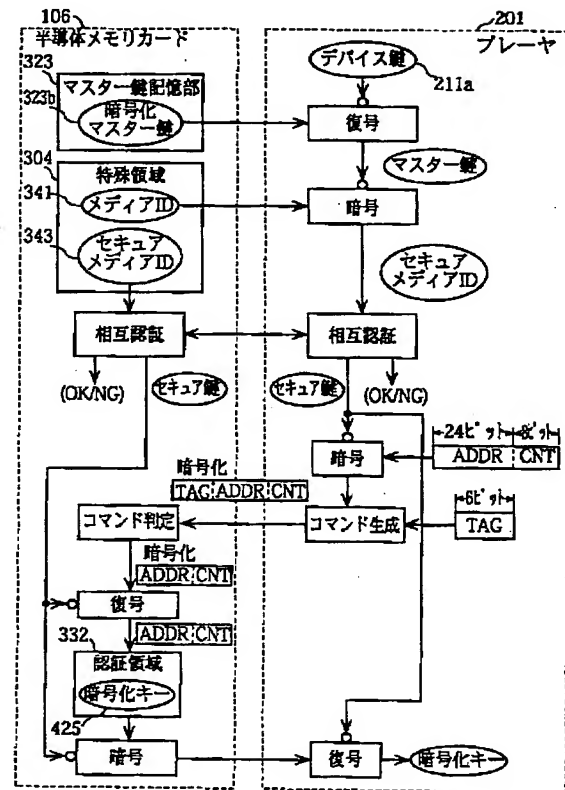 106
半導体メモリカード
201
プレーヤ
323
マスター鍵記憶部
323b
暗号化
マスター鍵
デバイス鍵
211a
復号
マスター鍵
304
特殊領域
341
メディアID
343
セキュア
メディアID
暗号
セキュア
メディアID
相互認証
相互認証
(OK/NG)
セキュア鍵
セキュア鍵
(OK/NG)
24ビット
8ビット
ADDR CNT
暗号
暗号化
TAG ADDR CNT
6ビット
TAG
コマンド判定
コマンド生成
暗号化
ADDR CNT
復号
ADDR CNT
332
認証領域
暗号化キー
425
暗号
復号
暗号化キー